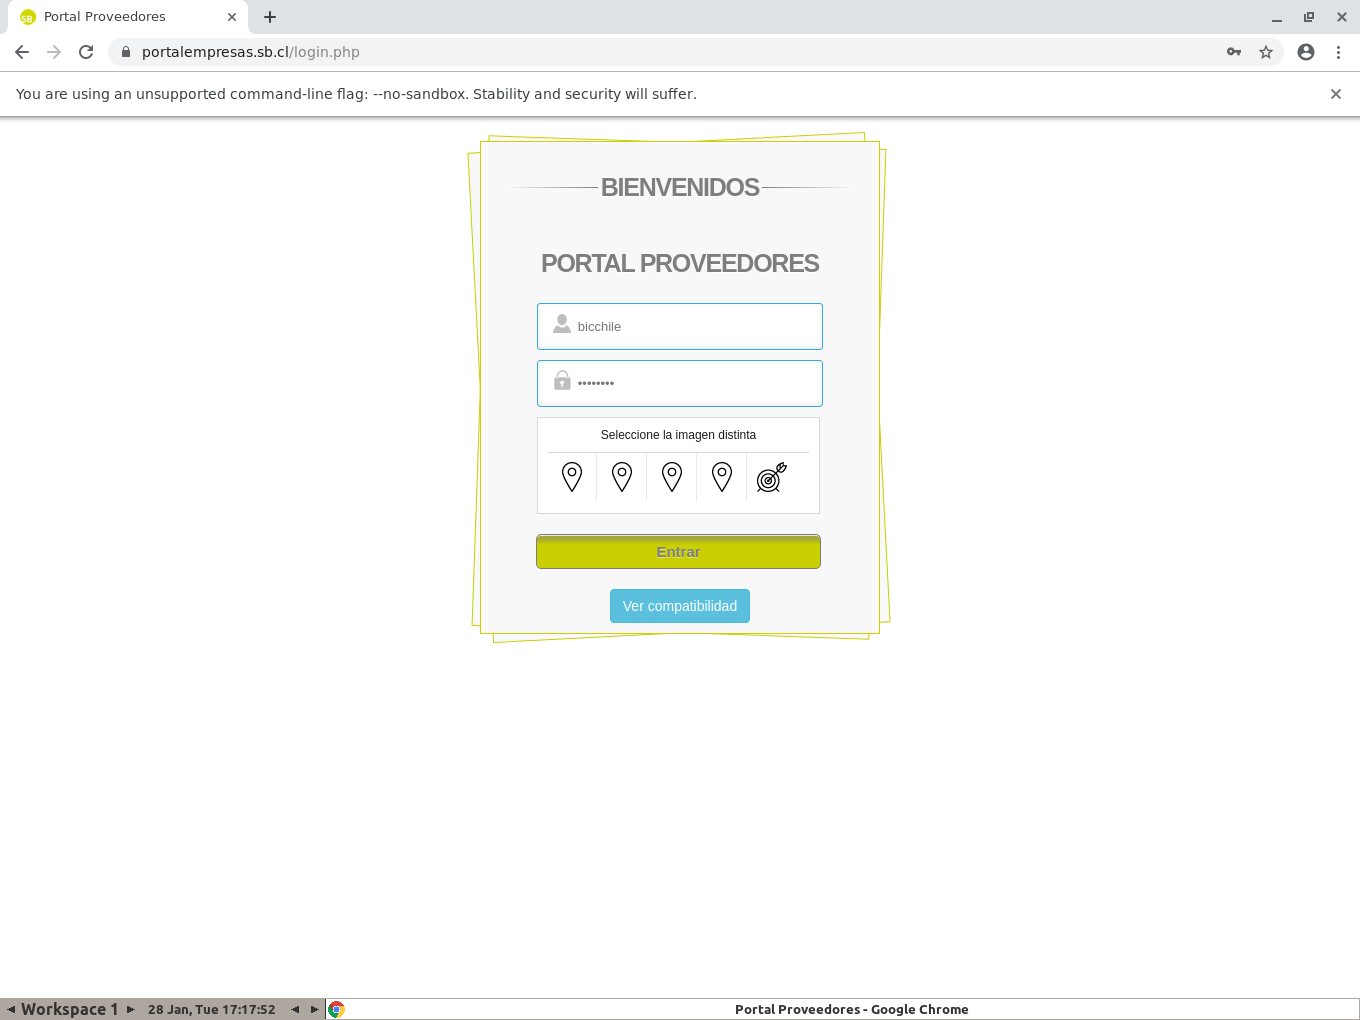 Portal Proveedores
portalempresas.sb.cl/login.php
You are using an unsupported command-line flag: --no-sandbox. Stability and security will suffer.
BIENVENIDOS
PORTAL PROVEEDORES
bicchile
••••••••
Seleccione la imagen distinta
Entrar
Ver compatibilidad
Workspace 1 28 Jan, Tue 17:17:52 Portal Proveedores - Google Chrome